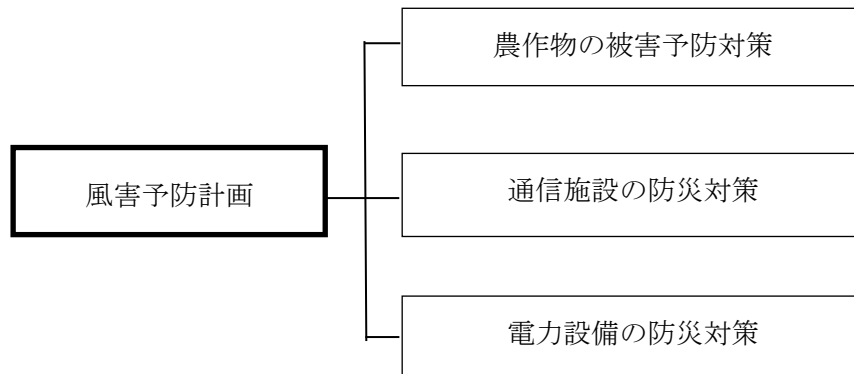 農作物の被害予防対策
風害予防計画
通信施設の防災対策
電力設備の防災対策